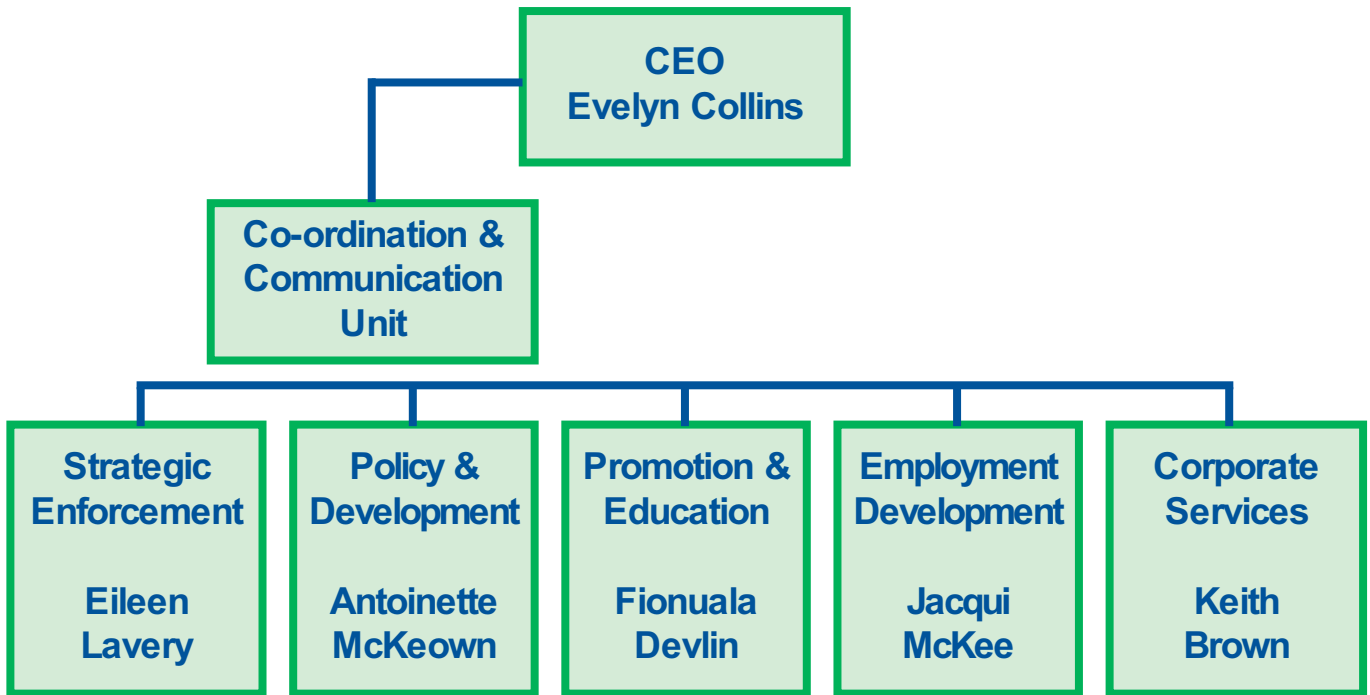 CEO
Evelyn Collins
Co-ordination &
Communication
Unit
Strategic
Enforcement
Eileen
Lavery
Policy &
Development
Antoinette
McKeown
Promotion &
Education
Fionuala
Devlin
Employment
Development
Jacqui
McKee
Corporate
Services
Keith
Brown